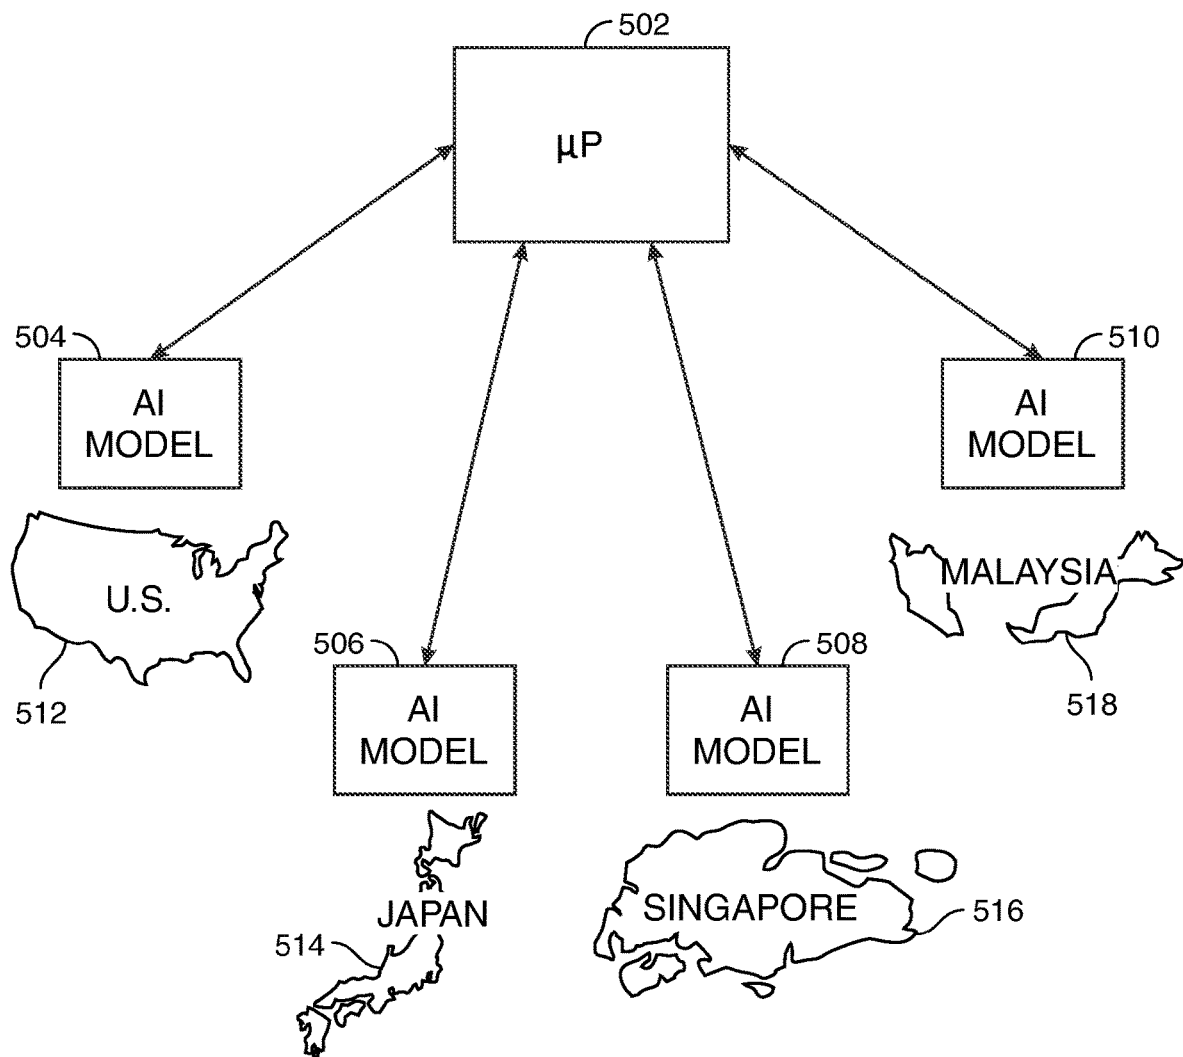 502
µP
504
AI
MODEL
510
AI
MODEL
U.S.
512
MALAYSIA
518
506
AI
MODEL
508
AI
MODEL
JAPAN
514
SINGAPORE
516